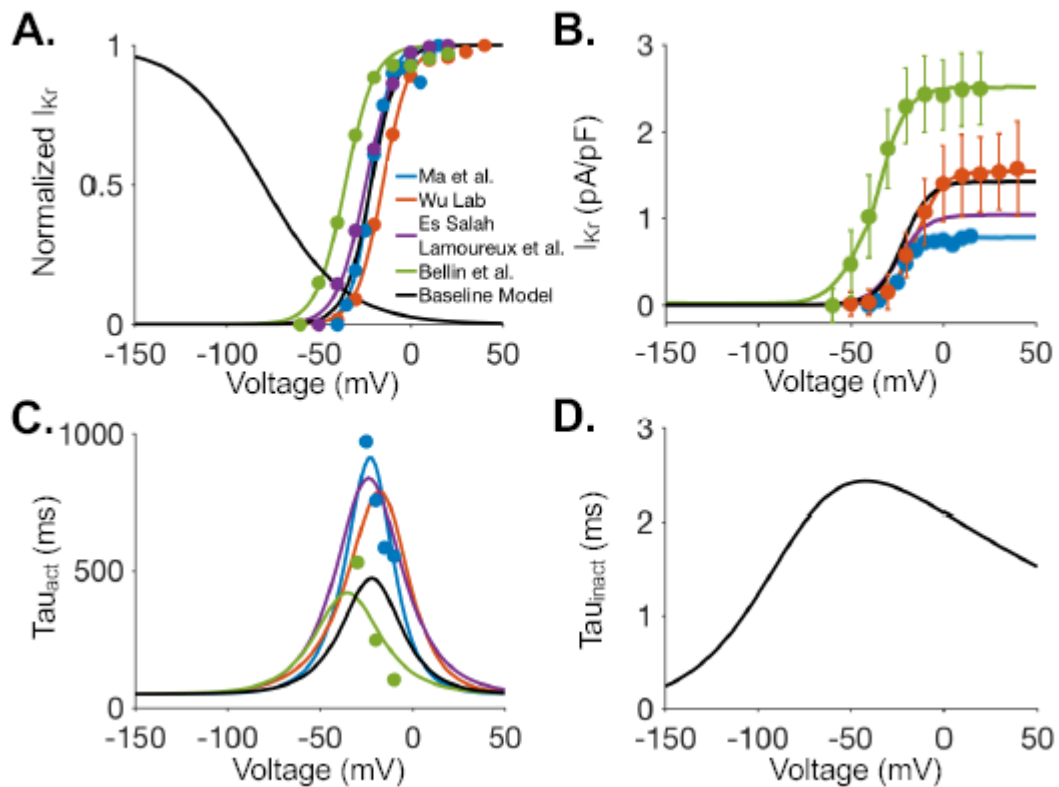 A.
Normalized IKr
1
0.5
0
-150
-100
-50
0
50
Voltage (mV)
Ma et al.
Wu Lab
Es Salah
Lamoureux et al.
Bellin et al.
Baseline Model
B.
IKr (pA/pF)
3
2
1
0
-150
-100
-50
0
50
Voltage (mV)
C.
Tauact (ms)
1000
500
0
-150
-100
-50
0
50
Voltage (mV)
D.
Tauinact (ms)
3
2
1
0
-150
-100
-50
0
50
Voltage (mV)